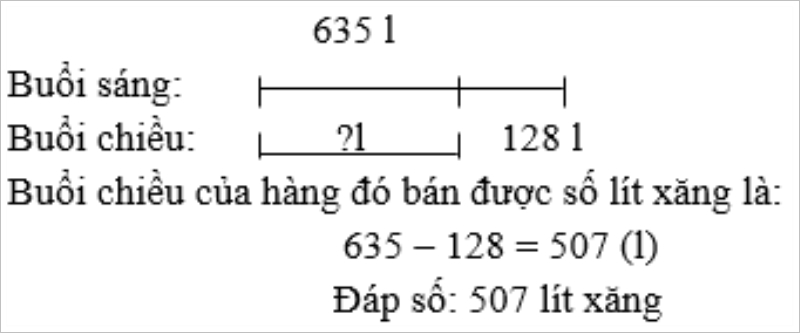 635 l
Buổi sáng:
Buổi chiều: ?l 128 l
Buổi chiều của hàng đó bán được số lít xăng là:
635 – 128 = 507 (l)
Đáp số: 507 lít xăng